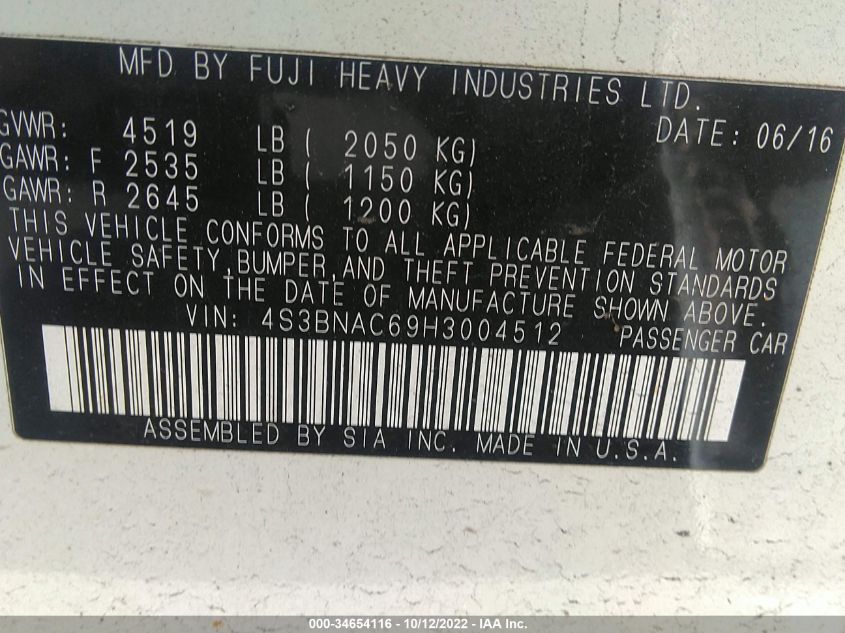 MFD BY FUJI HEAVY INDUSTRIES LTD.
DATE: 06/16
GVWR: 4519 LB ( 2050 KG)
GAWR: F 2535 LB ( 1150 KG)
GAWR: R 2645 LB ( 1200 KG)
THIS VEHICLE CONFORMS TO ALL APPLICABLE FEDERAL MOTOR
VEHICLE SAFETY,BUMPER,AND THEFT PREVENTION STANDARDS
IN EFFECT ON THE DATE OF MANUFACTURE SHOWN ABOVE.
VIN: 4S3BNAC69H3004512 PASSENGER CAR
ASSEMBLED BY SIA INC. MADE IN U.S.A.
000-34654116 - 10/12/2022 - IAA Inc.